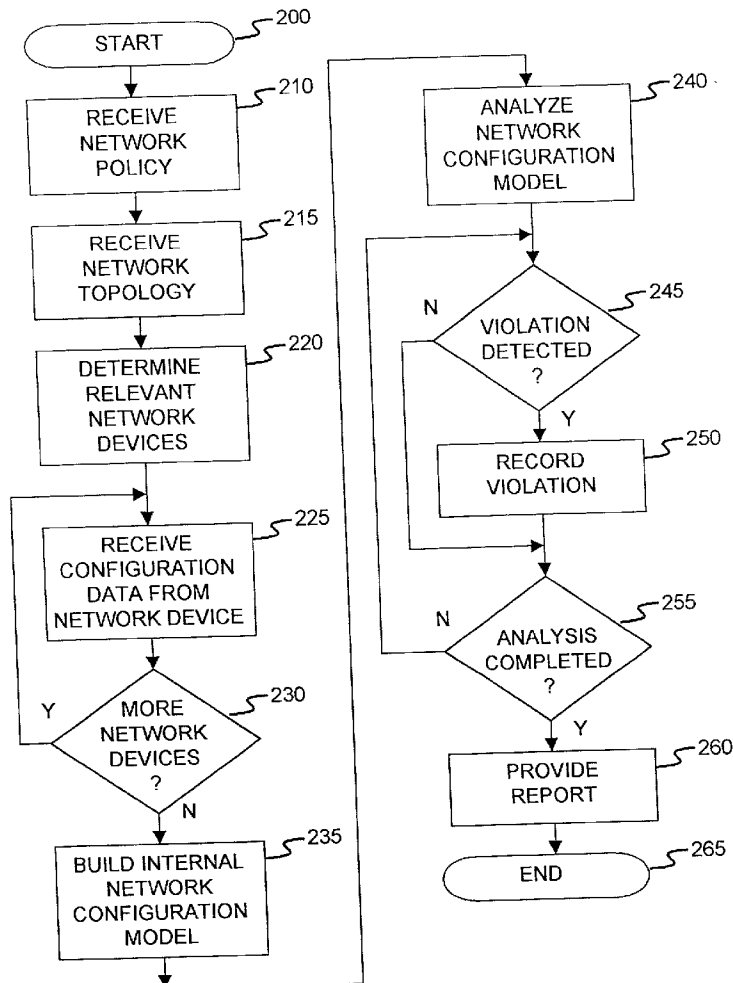 START
200
RECEIVE
NETWORK
POLICY
210
RECEIVE
NETWORK
TOPOLOGY
215
DETERMINE
RELEVANT
NETWORK
DEVICES
220
RECEIVE
CONFIGURATION
DATA FROM
NETWORK DEVICE
225
MORE
NETWORK
DEVICES
?
230
Y
N
BUILD INTERNAL
NETWORK
CONFIGURATION
MODEL
235
ANALYZE
NETWORK
CONFIGURATION
MODEL
240
VIOLATION
DETECTED
?
245
N
Y
RECORD
VIOLATION
250
ANALYSIS
COMPLETED
?
255
N
Y
PROVIDE
REPORT
260
END
265